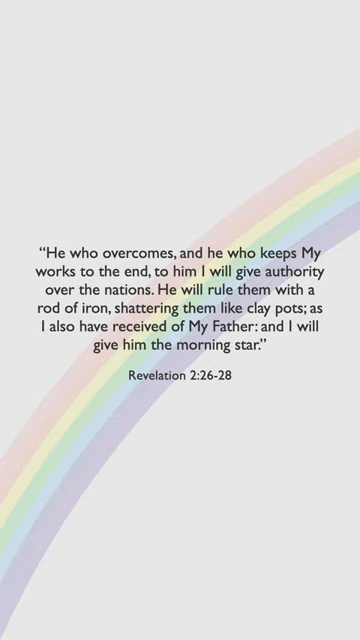 “He who overcomes, and he who keeps My
works to the end, to him I will give authority
over the nations. He will rule them with a
rod of iron, shattering them like clay pots; as
I also have received of My Father: and I will
give him the morning star.”
Revelation 2:26-28